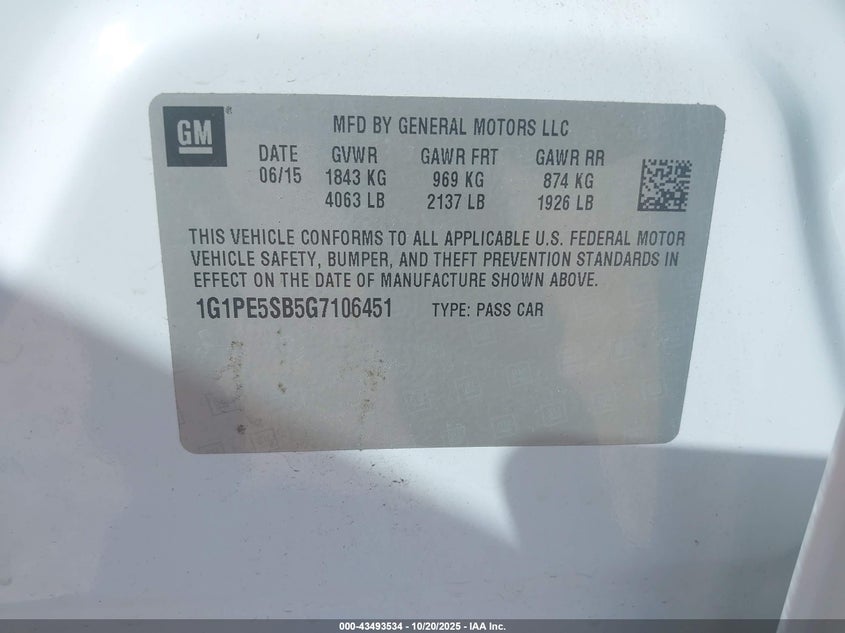 GM ®
MFD BY GENERAL MOTORS LLC
DATE GVWR GAWR FRT GAWR RR
06/15 1843 KG 969 KG 874 KG
4063 LB 2137 LB 1926 LB
THIS VEHICLE CONFORMS TO ALL APPLICABLE U.S. FEDERAL MOTOR
VEHICLE SAFETY, BUMPER, AND THEFT PREVENTION STANDARDS IN
EFFECT ON THE DATE OF MANUFACTURE SHOWN ABOVE.
1G1PE5SB5G7106451 TYPE: PASS CAR
000-43493534 | 10/20/2025 - IAA Inc.